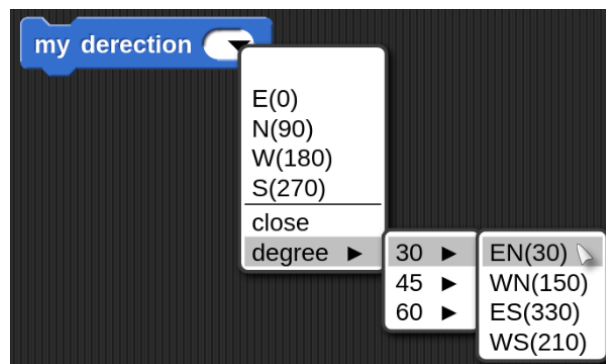 my derection
E(0)
N(90)
W(180)
S(270)
close
degree ►
30 ►
45 ►
60 ►
EN(30)
WN(150)
ES(330)
WS(210)